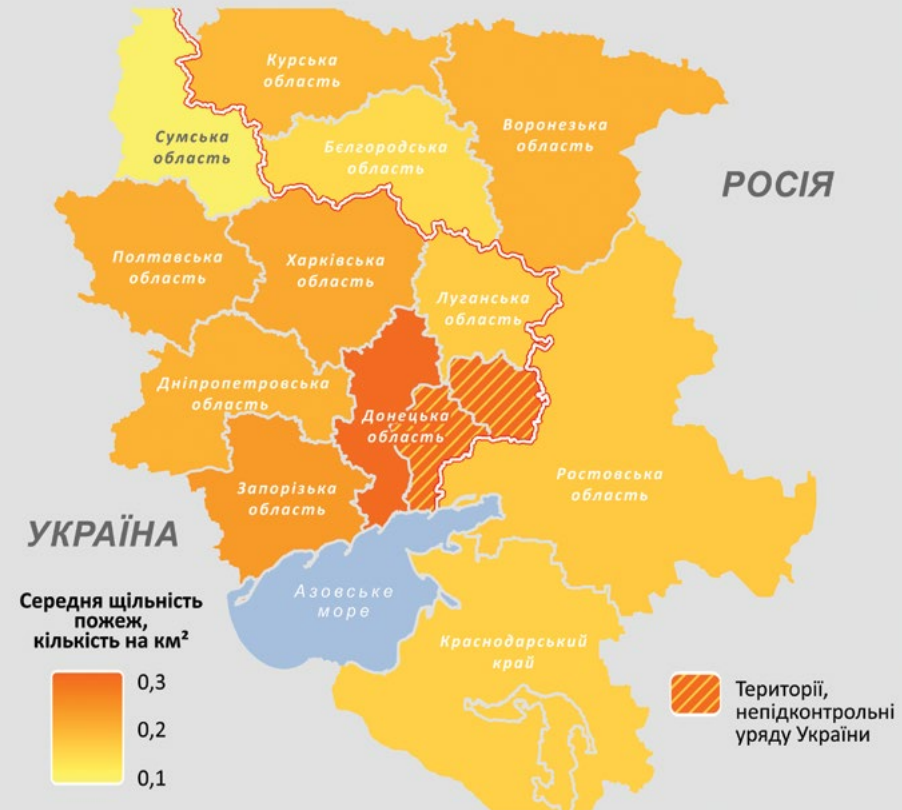 Курська
область
Воронезька
область
Сумська
область
Бєлгородська
область
РОСІЯ
Полтавська
область
Харківська
область
Луганська
область
Дніпропетровська
область
Донецька
область
Запорізька
область
Ростовська
область
УКРАЇНА
Азовське
море
Середня щільність
пожеж,
кількість на км²
0,3
0,2
0,1
Краснодарський
край
Території,
непідконтрольні
уряду України